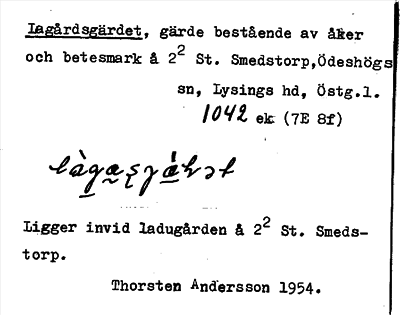 Lagårdsgärdet, gärde bestående av åker
och betesmark å 2² St. Smedstorp,Ödeshögs
sn, Lysings hd, Östg.l.
1042 ek (7E 8f)
Ligger invid ladugården å 2² St. Smeds-
torp.
Thorsten Andersson 1954.